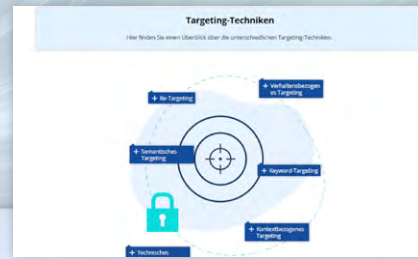 Targeting-Techniken
Hier finden Sie einen Überblick über die unterschiedlichen Targeting-Techniken.
+ Verhaltensbezogen
es Targeting
+ Re-Targeting
+ Semantisches
Targeting
+ Keyword-Targeting
+ Kontextbezogenes
Targeting
+ Technisches